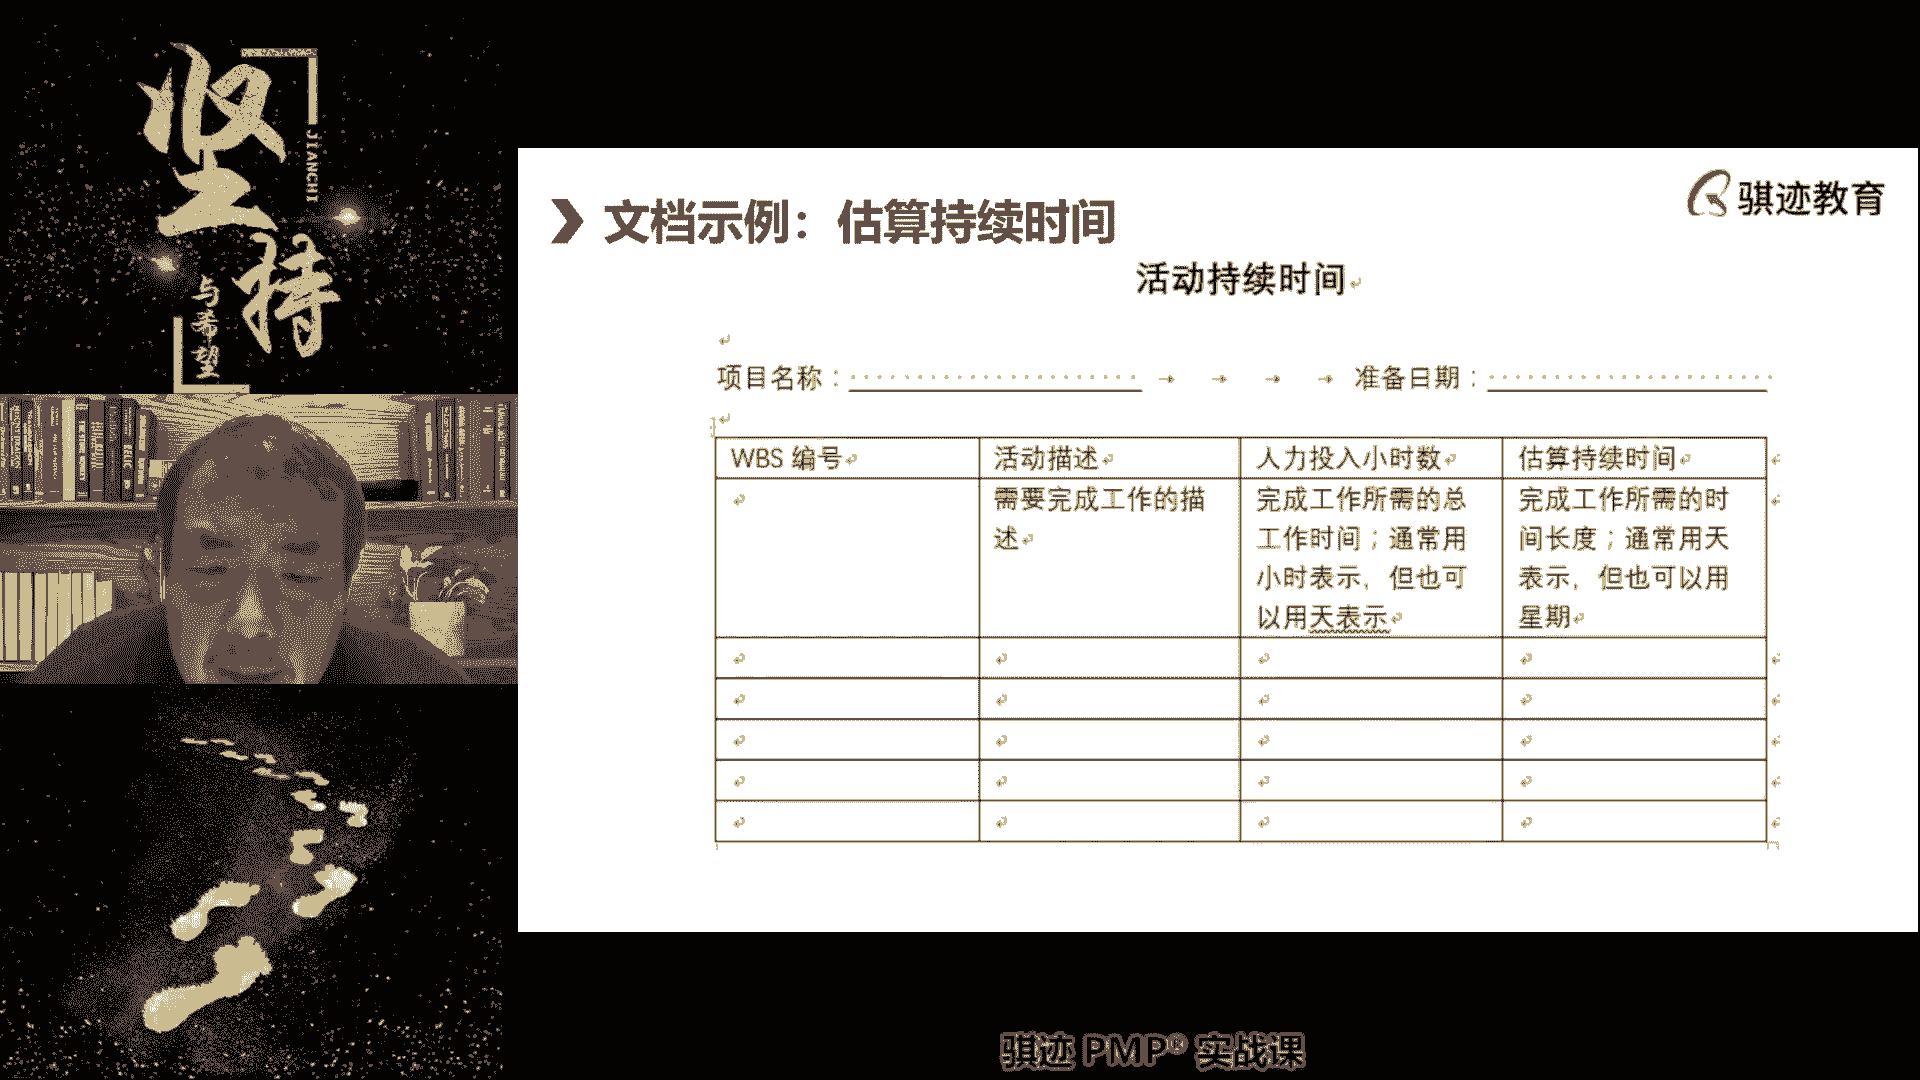 坚持
JIANCHI
与希望
骐迹教育
文档示例：估算持续时间
活动持续时间
项目名称：
准备日期：
WBS 编号
活动描述
人力投入小时数
估算持续时间
需要完成工作的描
述
完成工作所需的总
工作时间；通常用
小时表示，但也可
以用天表示
完成工作所需的时
间长度；通常用天
表示，但也可以用
星期
骐迹 PMP® 实战课